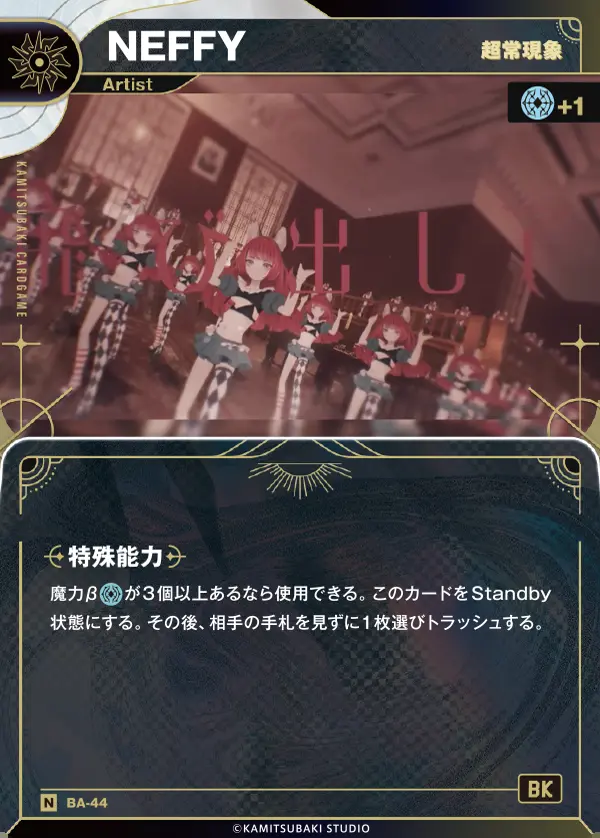 NEFFY
超常現象
Artist
+1
KAMITSUBAKI CARDGAME
び出し
特殊能力
魔力βが3個以上あるなら使用できる。このカードをStandby
状態にする。その後、相手の手札を見ずに1枚選びトラッシュする。
BK
N BA-44
©KAMITSUBAKI STUDIO